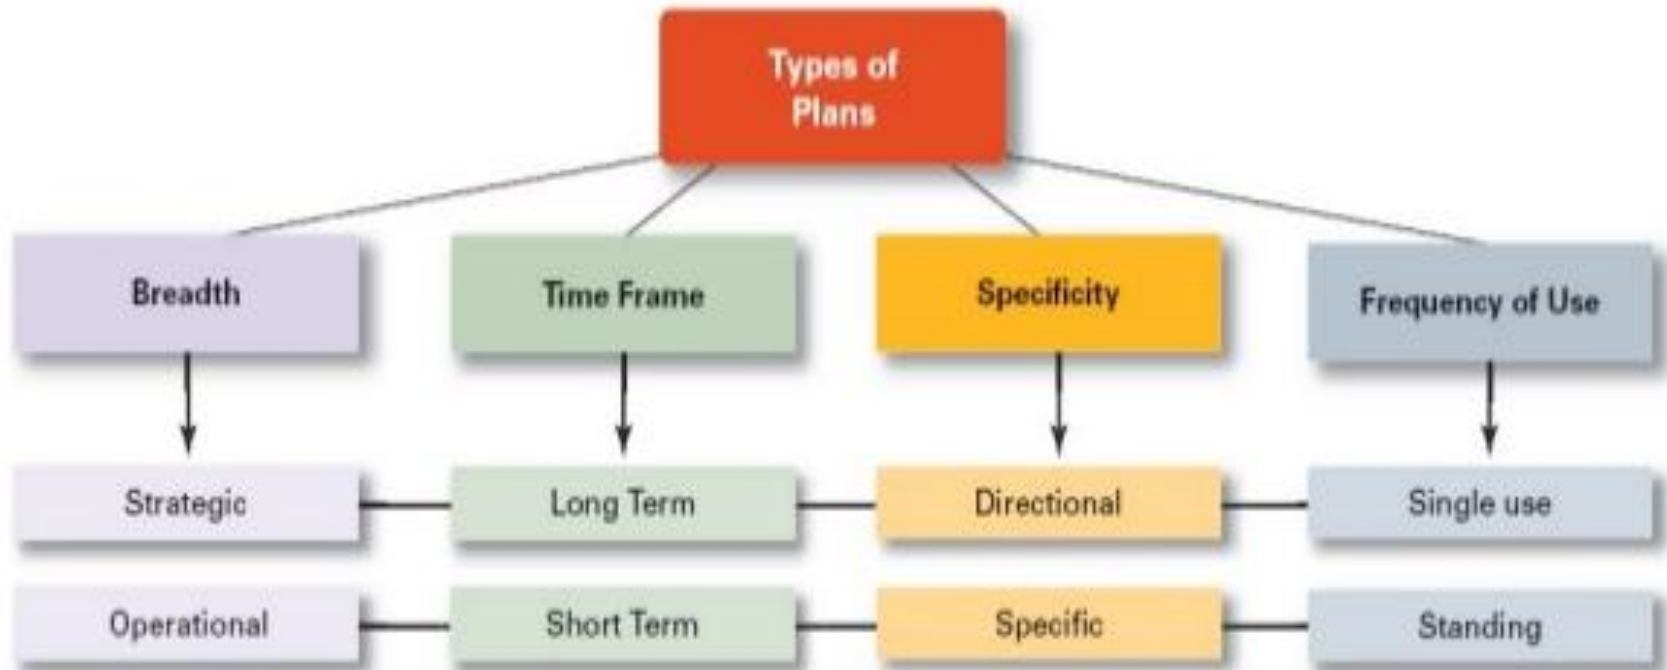 Types of
Plans
Breadth
Time Frame
Specificity
Frequency of Use
Strategic
Long Term
Directional
Single use
Operational
Short Term
Specific
Standing